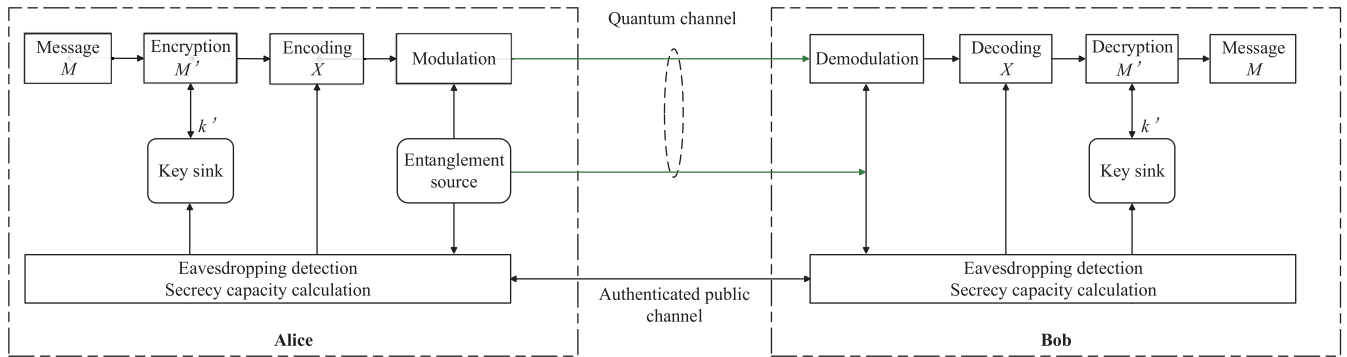 Quantum channel
Message
M
Encryption
M’
Encoding
X
Modulation
Demodulation
Decoding
X
Decryption
M’
Message
M
k’
k’
Key sink
Entanglement
source
Key sink
Eavesdropping detection
Secrecy capacity calculation
Authenticated public
channel
Eavesdropping detection
Secrecy capacity calculation
Alice
Bob